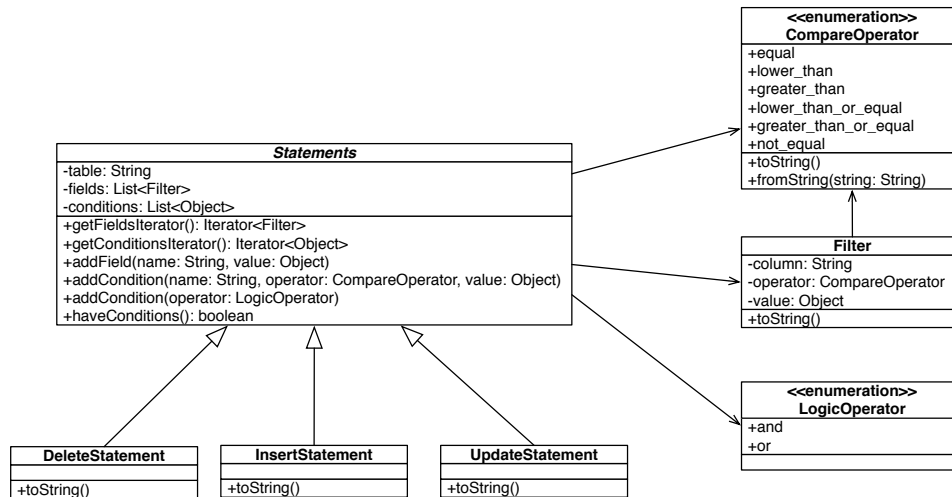 <<enumeration>>
CompareOperator
+equal
+lower_than
+greater_than
+lower_than_or_equal
+greater_than_or_equal
+not_equal
+toString()
+fromString(string: String)
Statements
-table: String
-fields: List<Filter>
-conditions: List<Object>
+getFieldsIterator(): Iterator<Filter>
+getConditionsIterator(): Iterator<Object>
+addField(name: String, value: Object)
+addCondition(name: String, operator: CompareOperator, value: Object)
+addCondition(operator: LogicOperator)
+haveConditions(): boolean
Filter
-column: String
-operator: CompareOperator
-value: Object
+toString()
<<enumeration>>
LogicOperator
+and
+or
DeleteStatement
+toString()
InsertStatement
+toString()
UpdateStatement
+toString()